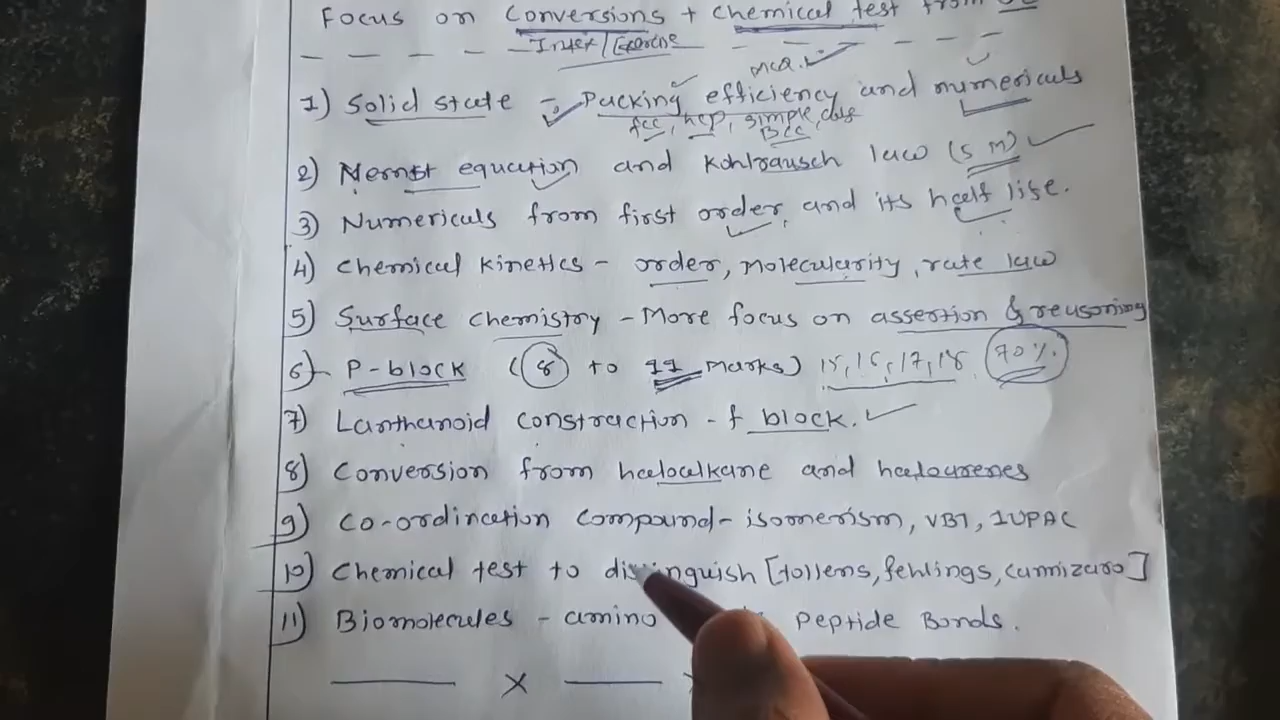 Focus on Conversions + Chemical test from
Intex/Exercise
MCQ.
1) Solid state - Packing efficiency and numericals
fcc, hcp, simple,
BCC
2) Nernst equation and Kohlrausch law (5 M)
3) Numericals from first order, and its half life.
4) Chemical kinetics - order, Molecularity, rate law
5) Surface chemistry - More focus on assertion & reasoning
6) P-block (8 to 11 Marks) 15, 16, 17, 18 70%
7) Lanthanoid constraction - f block.
8) Conversion from haloalkane and haloarenes
9) Co-ordination compound - isomerism, VBT, IUPAC
10) Chemical test to distinguish [tollens, fehlings, cannizaro]
11) Biomolecules - amino Peptide Bonds.